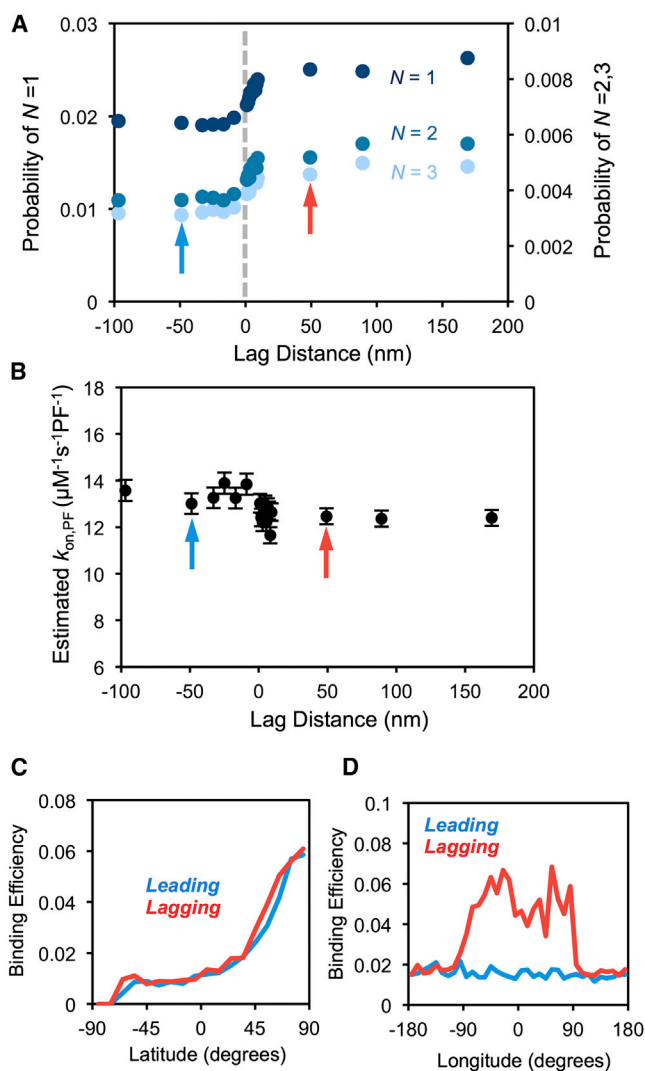 A
0.03
0.02
0.01
0
0.01
0.008
0.006
0.004
0.002
0
Probability of N =1
Probability of N =2,3
N = 1
N = 2
N = 3
-100 -50 0 50 100 150 200
Lag Distance (nm)
B
18
16
14
12
10
8
6
Estimated kon,PF (µM-1s-1PF-1)
-100 -50 0 50 100 150 200
Lag Distance (nm)
C
0.08
0.06
0.04
0.02
0
Binding Efficiency
Leading
Lagging
-90 -45 0 45 90
Latitude (degrees)
D
0.1
0.08
0.06
0.04
0.02
0
Binding Efficiency
Leading
Lagging
-180 -90 0 90 180
Longitude (degrees)